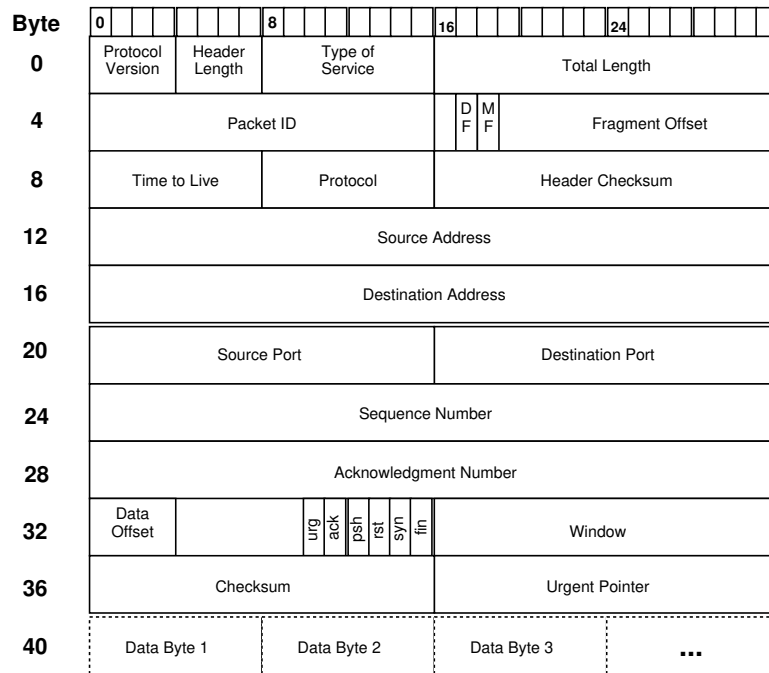 Byte 0 8 16 24
0 Protocol Version Header Length Type of Service Total Length
4 Packet ID D F M F Fragment Offset
8 Time to Live Protocol Header Checksum
12 Source Address
16 Destination Address
20 Source Port Destination Port
24 Sequence Number
28 Acknowledgment Number
32 Data Offset urg ack psh rst syn fin Window
36 Checksum Urgent Pointer
40 Data Byte 1 Data Byte 2 Data Byte 3 ...